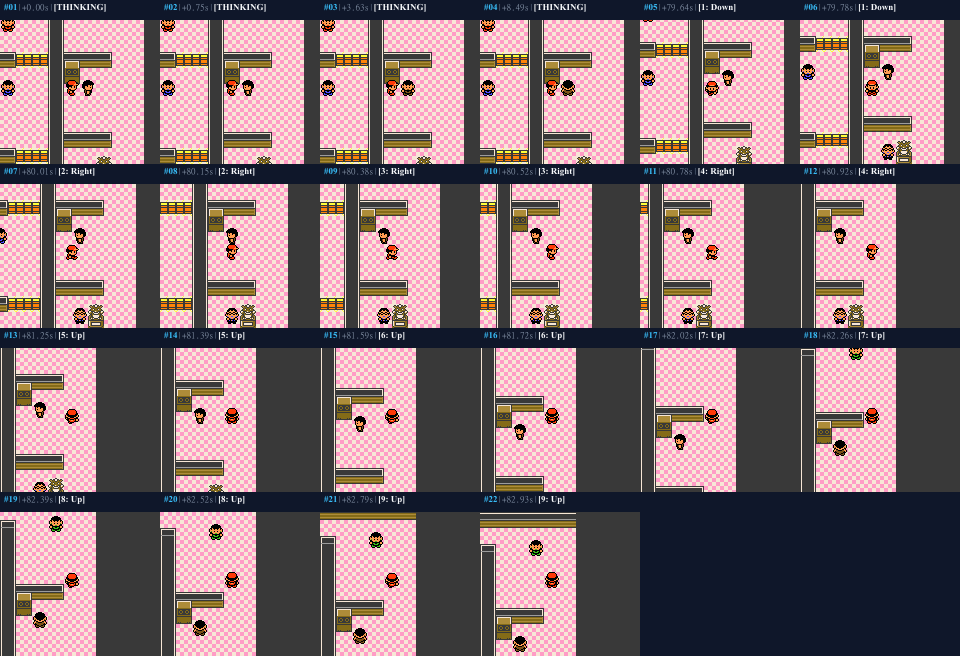 #01|+0.00s|[THINKING] #02|+0.75s|[THINKING] #03|+3.63s|[THINKING] #04|+8.49s|[THINKING] #05|+79.64s|[1: Down] #06|+79.78s|[1: Down]
#07|+80.01s|[2: Right] #08|+80.15s|[2: Right] #09|+80.38s|[3: Right] #10|+80.52s|[3: Right] #11|+80.78s|[4: Right] #12|+80.92s|[4: Right]
#13|+81.25s|[5: Up] #14|+81.39s|[5: Up] #15|+81.59s|[6: Up] #16|+81.72s|[6: Up] #17|+82.02s|[7: Up] #18|+82.26s|[7: Up]
#19|+82.39s|[8: Up] #20|+82.52s|[8: Up] #21|+82.79s|[9: Up] #22|+82.93s|[9: Up]